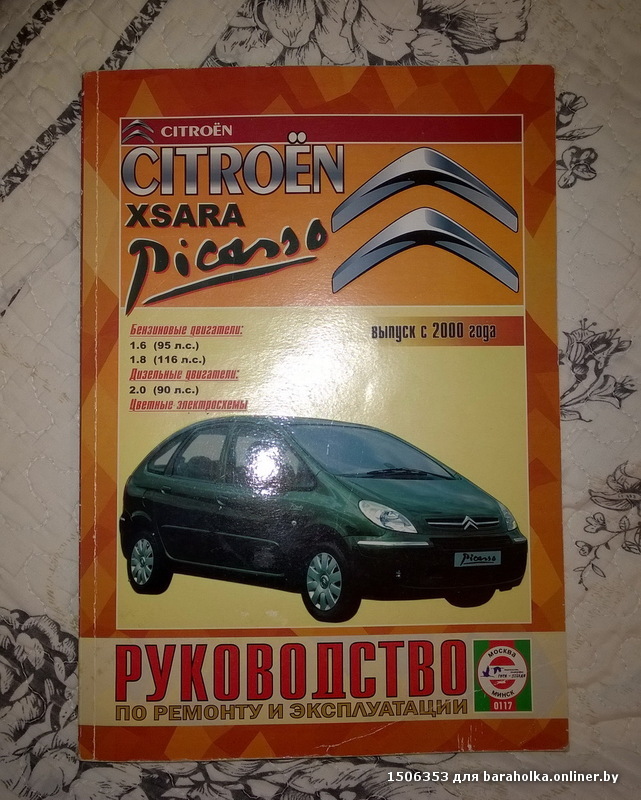 CITROËN
CITROËN
XSARA
Picasso
Бензиновые двигатели:
1.6 (95 л.с.)
1.8 (116 л.с.)
Дизельные двигатели:
2.0 (90 л.с.)
Цветные электросхемы
выпуск с 2000 года
Picasso
РУКОВОДСТВО
ПО РЕМОНТУ И ЭКСПЛУАТАЦИИ
МОСКВА
МИНСК
0117
1506353 для baraholka.onliner.by